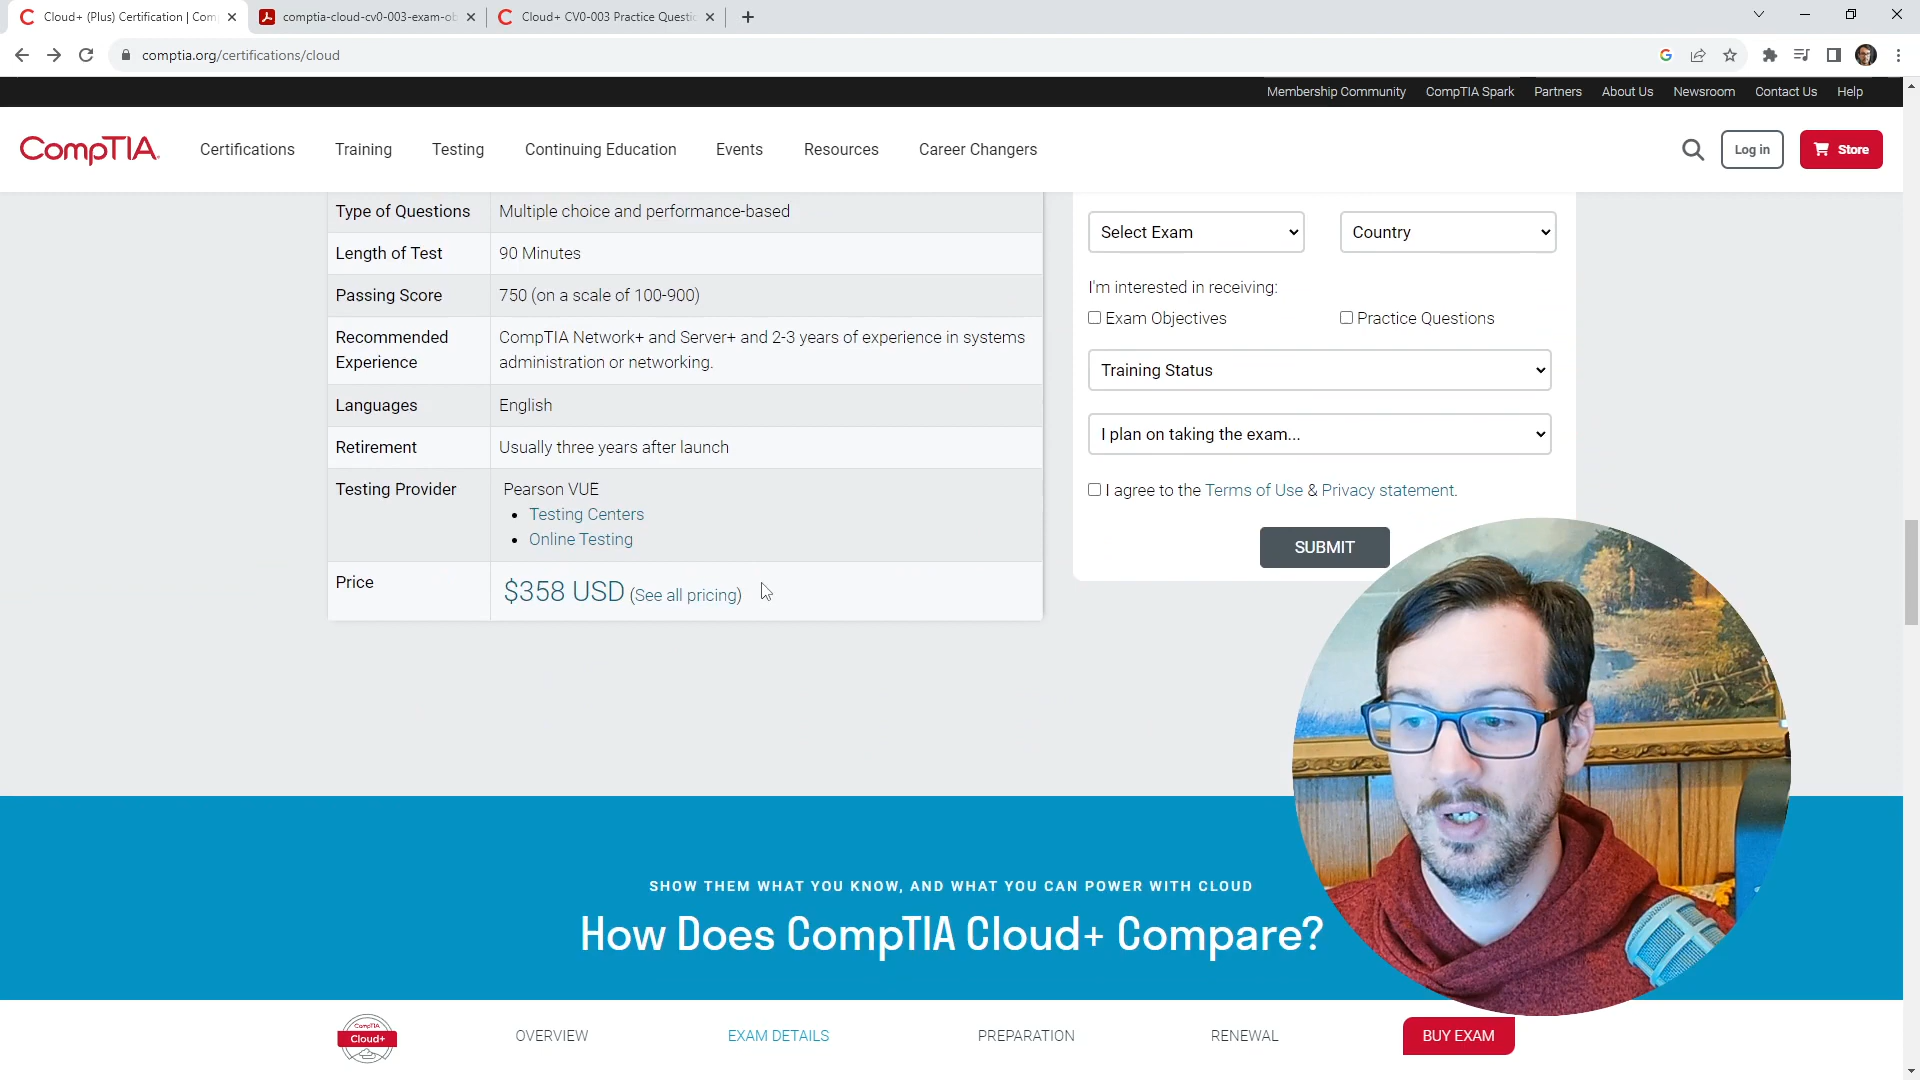 Cloud+ (Plus) Certification | Com
comptia-cloud-cv0-003-exam-ob
Cloud+ CV0-003 Practice Questi
comptia.org/certifications/cloud
Membership Community
CompTIA Spark
Partners
About Us
Newsroom
Contact Us
Help
CompTIA.
Certifications
Training
Testing
Continuing Education
Events
Resources
Career Changers
Log in
Store
Type of Questions
Multiple choice and performance-based
Length of Test
90 Minutes
Passing Score
750 (on a scale of 100-900)
Recommended
Experience
CompTIA Network+ and Server+ and 2-3 years of experience in systems
administration or networking.
Languages
English
Retirement
Usually three years after launch
Testing Provider
Pearson VUE
• Testing Centers
• Online Testing
Price
$358 USD (See all pricing)
Select Exam
Country
I'm interested in receiving:
Exam Objectives
Practice Questions
Training Status
I plan on taking the exam...
I agree to the Terms of Use & Privacy statement.
SUBMIT
SHOW THEM WHAT YOU KNOW, AND WHAT YOU CAN POWER WITH CLOUD
How Does CompTIA Cloud+ Compare?
CompTIA
Cloud+
OVERVIEW
EXAM DETAILS
PREPARATION
RENEWAL
BUY EXAM